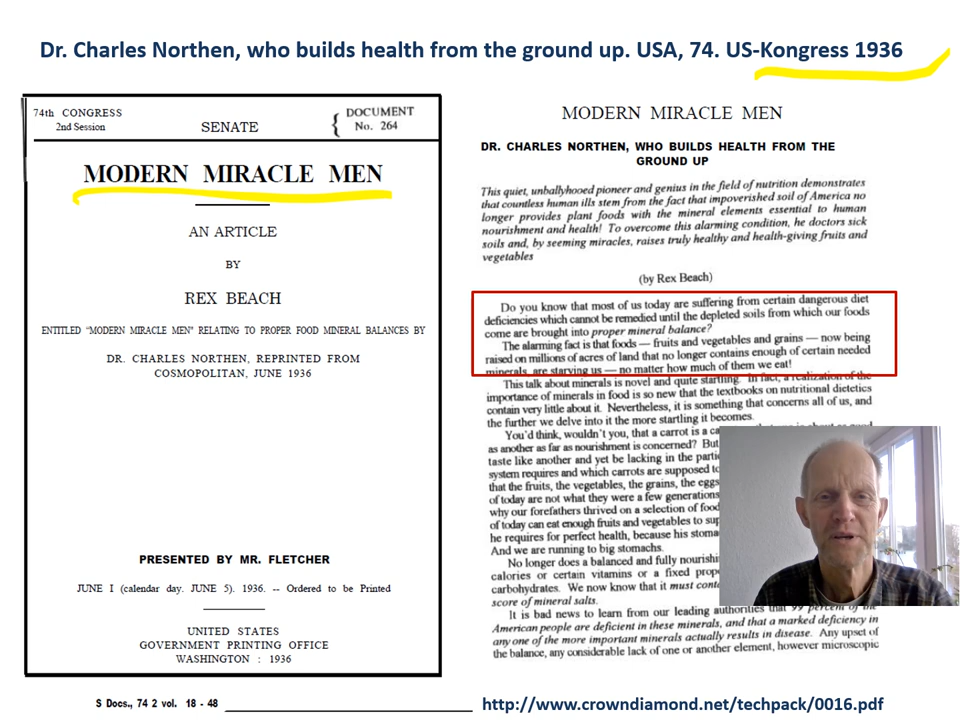 Dr. Charles Northen, who builds health from the ground up. USA, 74. US-Kongress 1936
74th CONGRESS
2nd Session
SENATE
DOCUMENT
No. 264
MODERN MIRACLE MEN
AN ARTICLE
BY
REX BEACH
ENTITLED “MODERN MIRACLE MEN” RELATING TO PROPER FOOD MINERAL BALANCES BY
DR. CHARLES NORTHEN, REPRINTED FROM
COSMOPOLITAN, JUNE 1936
PRESENTED BY MR. FLETCHER
JUNE I (calendar day. JUNE 5). 1936. -- Ordered to be Printed
UNITED STATES
GOVERNMENT PRINTING OFFICE
WASHINGTON : 1936
S Docs., 74 2 vol. 18 - 48
MODERN MIRACLE MEN
DR. CHARLES NORTHEN, WHO BUILDS HEALTH FROM THE
GROUND UP
This quiet, unballyhooed pioneer and genius in the field of nutrition demonstrates
that countless human ills stem from the fact that impoverished soil of America no
longer provides plant foods with the mineral elements essential to human
nourishment and health! To overcome this alarming condition, he doctors sick
soils and, by seeming miracles, raises truly healthy and health-giving fruits and
vegetables
(by Rex Beach)
Do you know that most of us today are suffering from certain dangerous diet
deficiencies which cannot be remedied until the depleted soils from which our foods
come are brought into proper mineral balance?
The alarming fact is that foods — fruits and vegetables and grains — now being
raised on millions of acres of land that no longer contains enough of certain needed
minerals, are starving us — no matter how much of them we eat!
This talk about minerals is novel and quite startling. In fact, a realization of the
importance of minerals in food is so new that the textbooks on nutritional dietetics
contain very little about it. Nevertheless, it is something that concerns all of us, and
the further we delve into it the more startling it becomes.
You'd think, wouldn't you, that a carrot is a
as another as far as nourishment is concerned? But
taste like another and yet be lacking in the
system requires and which carrots are supposed
that the fruits, the vegetables, the grains, the eggs
of today are not what they were a few generations
why our forefathers thrived on a selection of
of today can eat enough fruits and vegetables to
he requires for perfect health, because his
And we are running to big stomachs.
No longer does a balanced and fully
calories or certain vitamins or a fixed
carbohydrates. We now know that it must
score of mineral salts.
It is bad news to learn from our leading authorities that 99 percent of the
American people are deficient in these minerals, and that a marked deficiency in
any one of the more important minerals actually results in disease. Any upset of
the balance, any considerable lack of one or another element, however microscopic
http://www.crowndiamond.net/techpack/0016.pdf